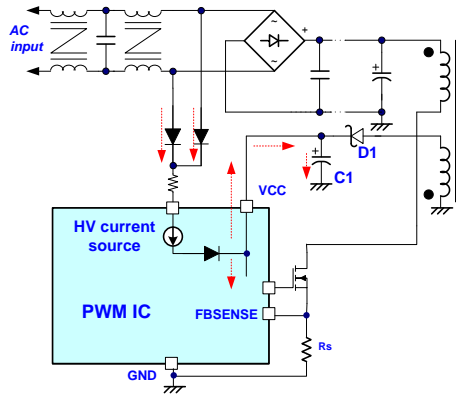 AC
input
~
+
~
+
+
D1
C1
VCC
HV current
source
PWM IC
FBSENSE
Rs
GND